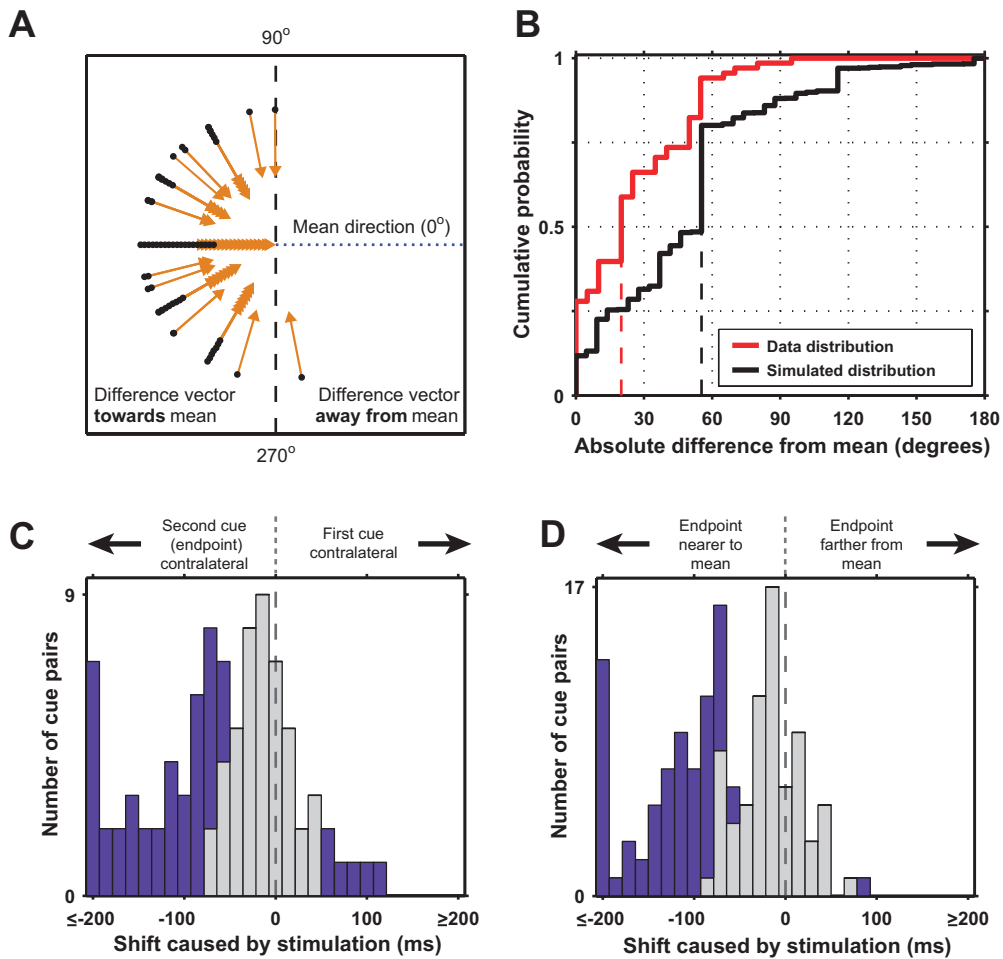 A
90o
Mean direction (0o)
Difference vector
towards mean
Difference vector
away from mean
270o
B
1
0.5
0
Cumulative probability
Data distribution
Simulated distribution
0 30 60 90 120 150 180
Absolute difference from mean (degrees)
C
Second cue
(endpoint)
contralateral
First cue
contralateral
9
0
Number of cue pairs
≤-200 -100 0 100 ≥200
Shift caused by stimulation (ms)
D
Endpoint
nearer to
mean
Endpoint
farther from
mean
17
0
Number of cue pairs
≤-200 -100 0 100 ≥200
Shift caused by stimulation (ms)